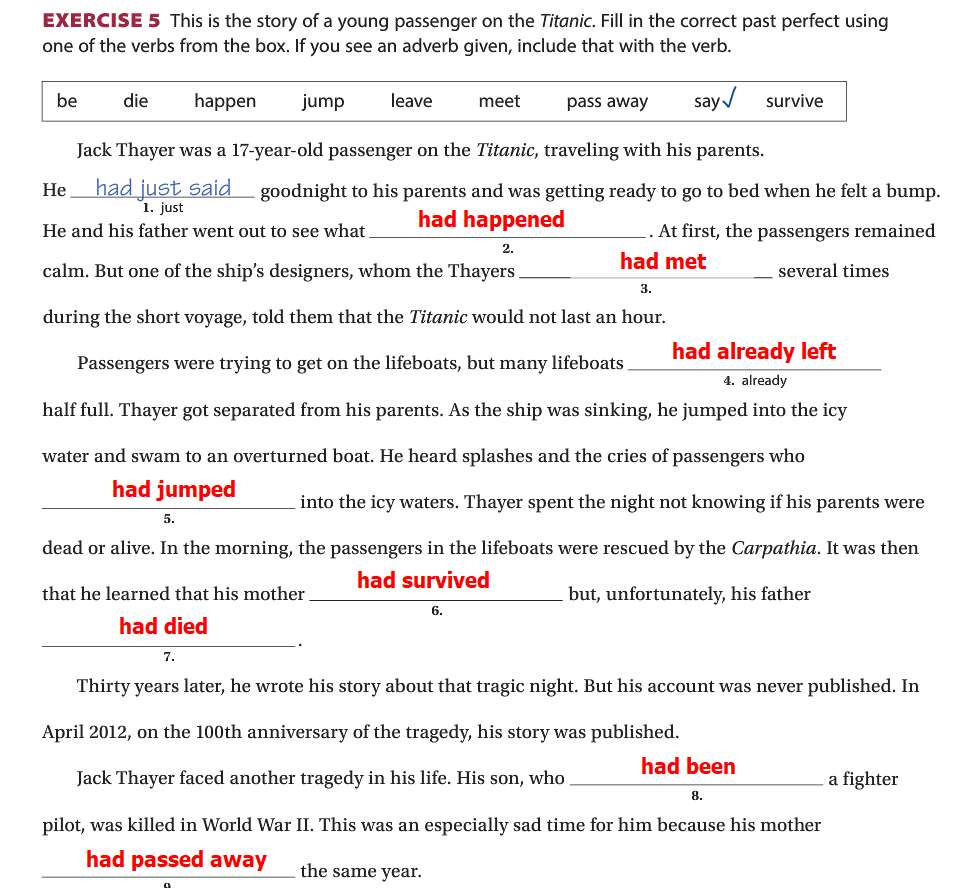 EXERCISE 5 This is the story of a young passenger on the Titanic. Fill in the correct past perfect using
one of the verbs from the box. If you see an adverb given, include that with the verb.
be die happen jump leave meet pass away say✓ survive
Jack Thayer was a 17-year-old passenger on the Titanic, traveling with his parents.
He had just said goodnight to his parents and was getting ready to go to bed when he felt a bump.
1. just
He and his father went out to see what had happened. At first, the passengers remained
2.
calm. But one of the ship's designers, whom the Thayers had met several times
3.
during the short voyage, told them that the Titanic would not last an hour.
Passengers were trying to get on the lifeboats, but many lifeboats had already left
4. already
half full. Thayer got separated from his parents. As the ship was sinking, he jumped into the icy
water and swam to an overturned boat. He heard splashes and the cries of passengers who
had jumped into the icy waters. Thayer spent the night not knowing if his parents were
5.
dead or alive. In the morning, the passengers in the lifeboats were rescued by the Carpathia. It was then
that he learned that his mother had survived but, unfortunately, his father
6.
had died.
7.
Thirty years later, he wrote his story about that tragic night. But his account was never published. In
April 2012, on the 100th anniversary of the tragedy, his story was published.
Jack Thayer faced another tragedy in his life. His son, who had been a fighter
8.
pilot, was killed in World War II. This was an especially sad time for him because his mother
had passed away the same year.
9